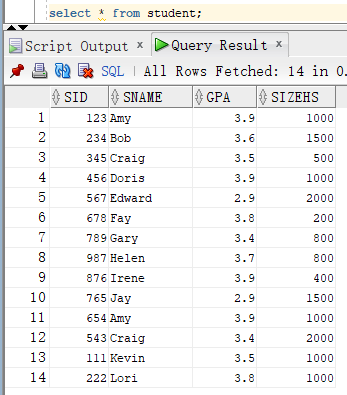 select * from student;
Script Output x Query Result x
SQL | All Rows Fetched: 14 in 0.
SID SNAME GPA SIZEHS
1 123 Amy 3.9 1000
2 234 Bob 3.6 1500
3 345 Craig 3.5 500
4 456 Doris 3.9 1000
5 567 Edward 2.9 2000
6 678 Fay 3.8 200
7 789 Gary 3.4 800
8 987 Helen 3.7 800
9 876 Irene 3.9 400
10 765 Jay 2.9 1500
11 654 Amy 3.9 1000
12 543 Craig 3.4 2000
13 111 Kevin 3.5 1000
14 222 Lori 3.8 1000